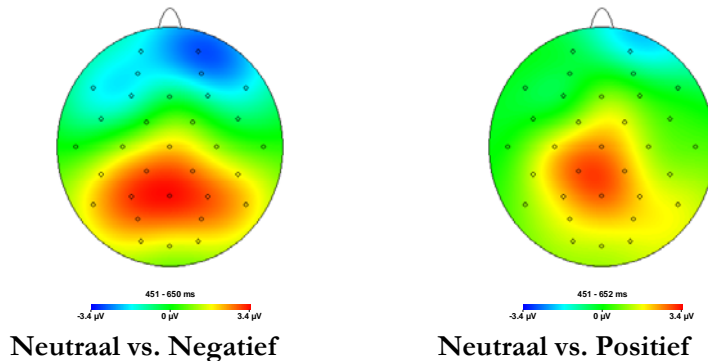 451 - 650 ms
-3.4 µV 0 µV 3.4 µV
Neutraal vs. Negatief
451 - 652 ms
-3.4 µV 0 µV 3.4 µV
Neutraal vs. Positief